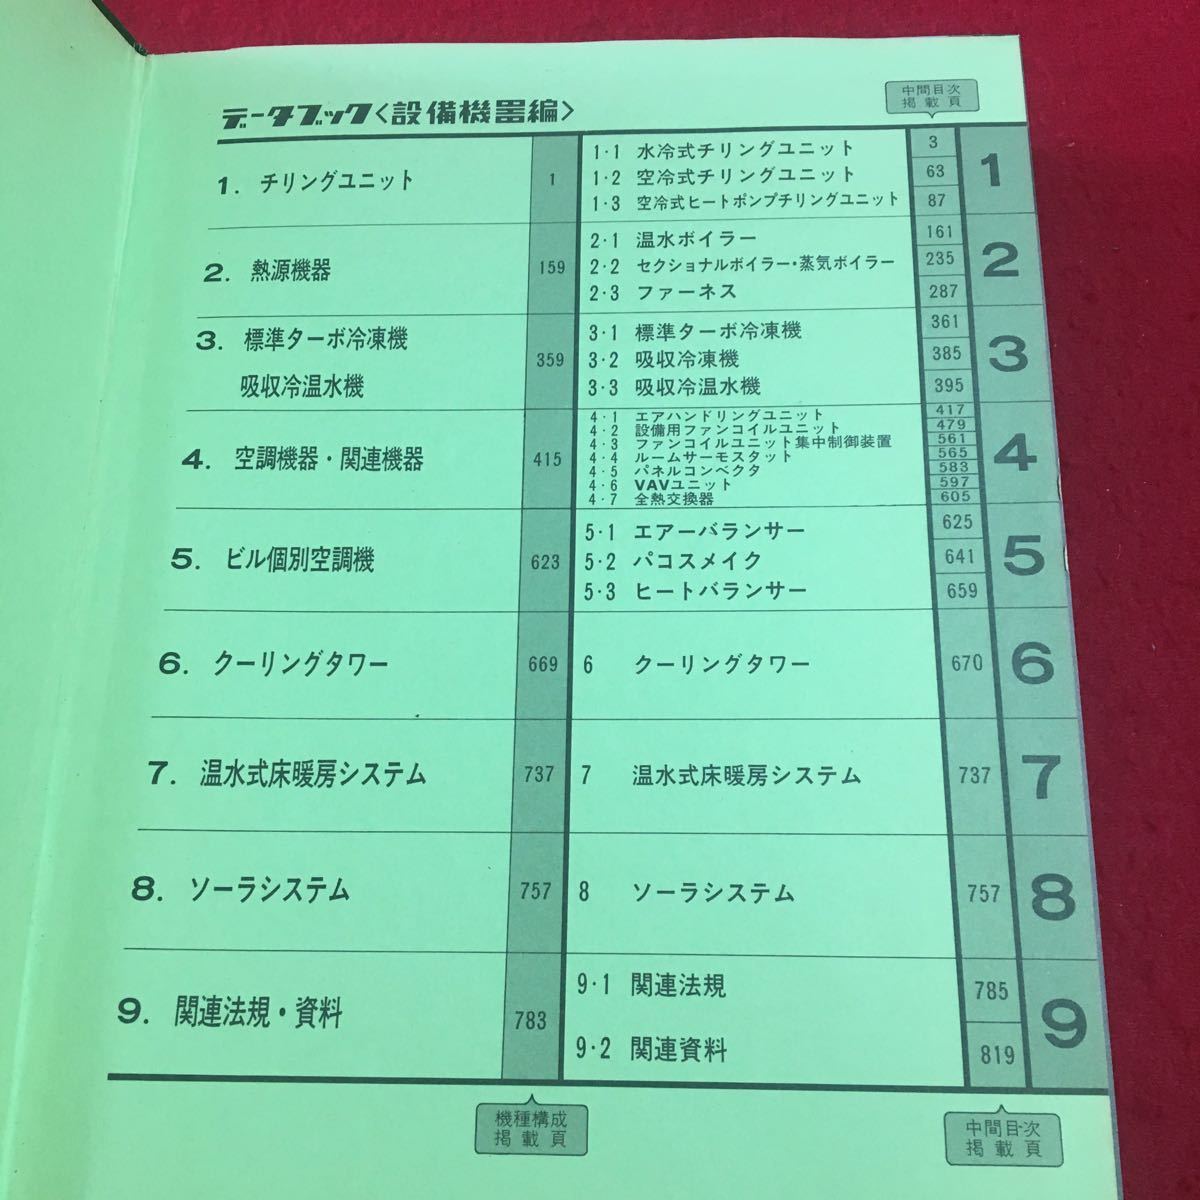 データブック〈設備機器編〉
中間目次
掲載頁
1. チリングユニット 1
1・1 水冷式チリングユニット 3
1・2 空冷式チリングユニット 63
1・3 空冷式ヒートポンプチリングユニット 87
1
2. 熱源機器 159
2・1 温水ボイラー 161
2・2 セクショナルボイラー・蒸気ボイラー 235
2・3 ファーネス 287
2
3. 標準ターボ冷凍機
吸収冷温水機 359
3・1 標準ターボ冷凍機 361
3・2 吸収冷凍機 385
3・3 吸収冷温水機 395
3
4. 空調機器・関連機器 415
4・1 エアハンドリングユニット 417
4・2 設備用ファンコイルユニット 479
4・3 ファンコイルユニット集中制御装置 561
4・4 ルームサーモスタット 565
4・5 パネルコンベクタ 583
4・6 VAVユニット 597
4・7 全熱交換器 605
4
5. ビル個別空調機 623
5・1 エアーバランサー 625
5・2 パコスメイク 641
5・3 ヒートバランサー 659
5
6. クーリングタワー 669
6 クーリングタワー 670
6
7. 温水式床暖房システム 737
7 温水式床暖房システム 737
7
8. ソーラシステム 757
8 ソーラシステム 757
8
9. 関連法規・資料 783
9・1 関連法規 785
9・2 関連資料 819
9
機種構成
掲載頁
中間目次
掲載頁